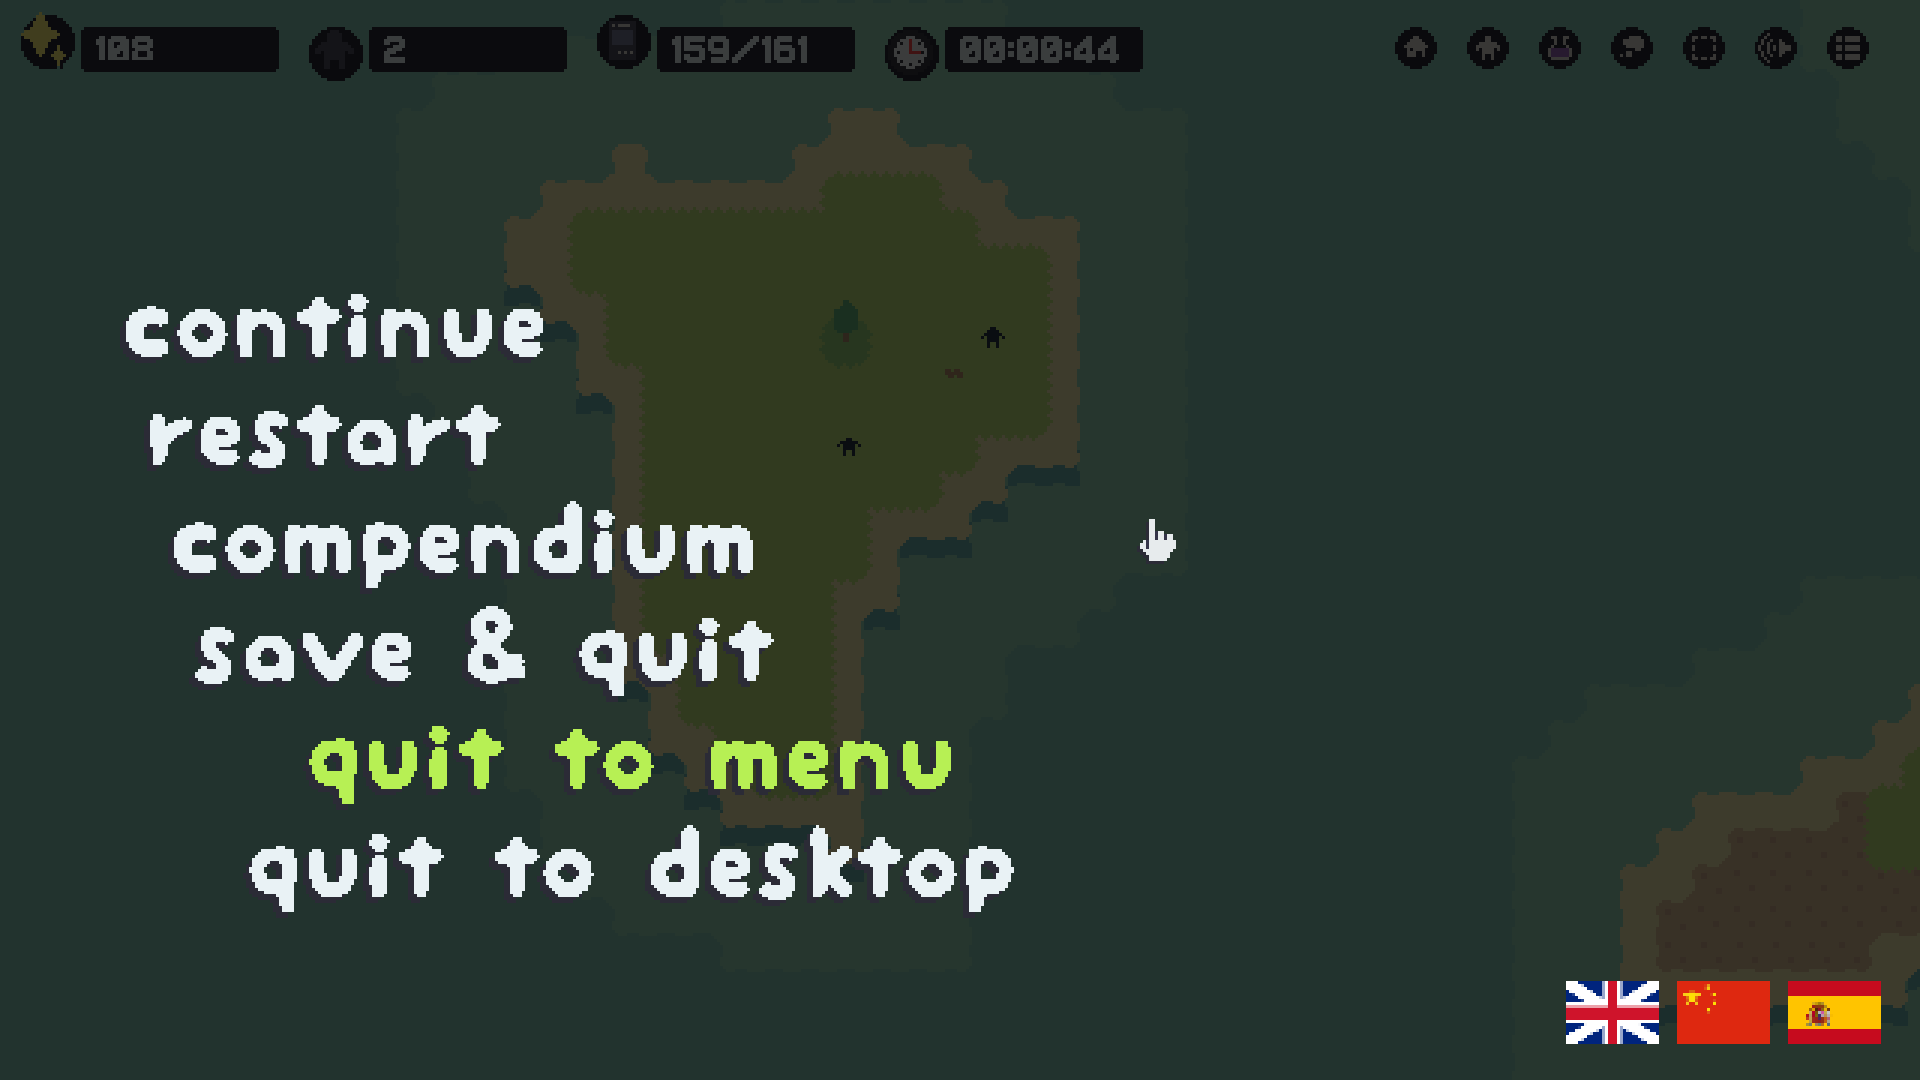 108
2
159/161
00:00:44
continue
restart
compendium
save & quit
quit to menu
quit to desktop